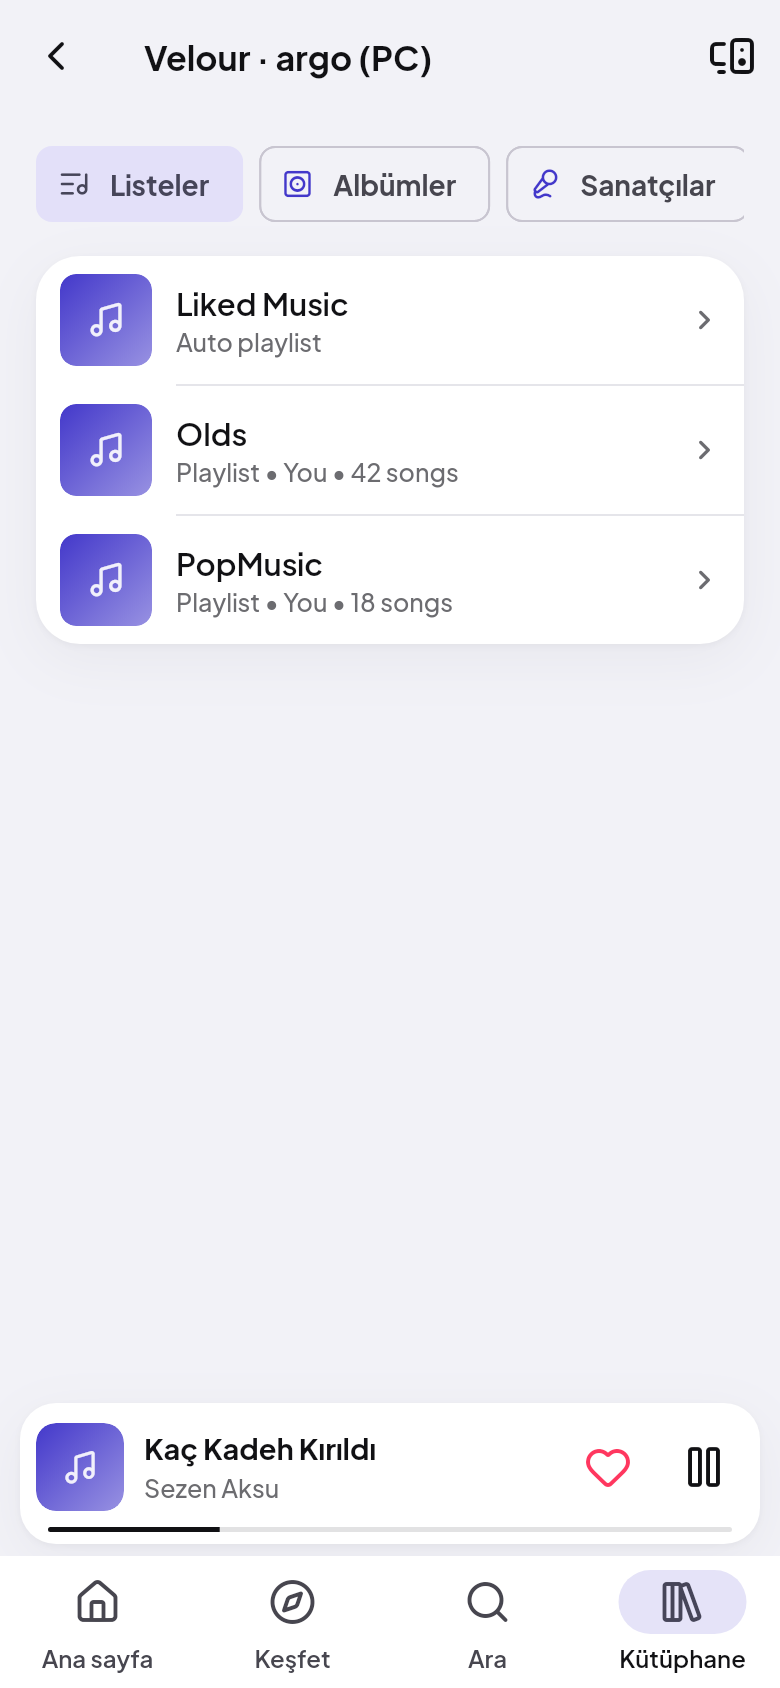 Velour · argo (PC)
Listeler
Albümler
Sanatçılar
Liked Music
Auto playlist
Olds
Playlist • You • 42 songs
PopMusic
Playlist • You • 18 songs
Kaç Kadeh Kırıldı
Sezen Aksu
Ana sayfa
Keşfet
Ara
Kütüphane